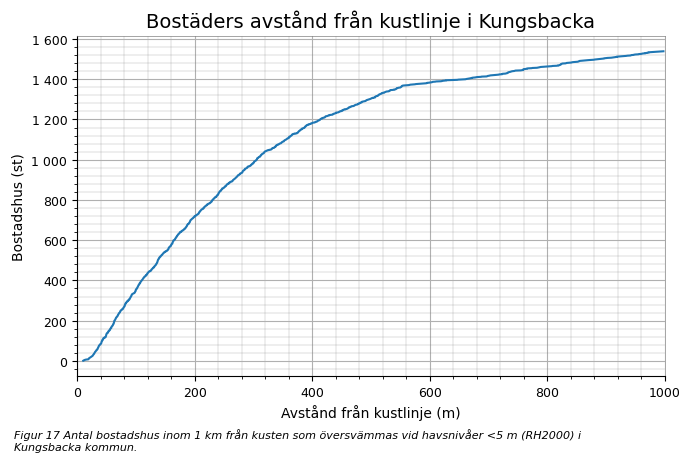 Bostäders avstånd från kustlinje i Kungsbacka
1 600
1 400
1 200
1 000
800
600
400
200
0
Bostadshus (st)
0 200 400 600 800 1000
Avstånd från kustlinje (m)
Figur 17 Antal bostadshus inom 1 km från kusten som översvämmas vid havsnivåer <5 m (RH2000) i
Kungsbacka kommun.